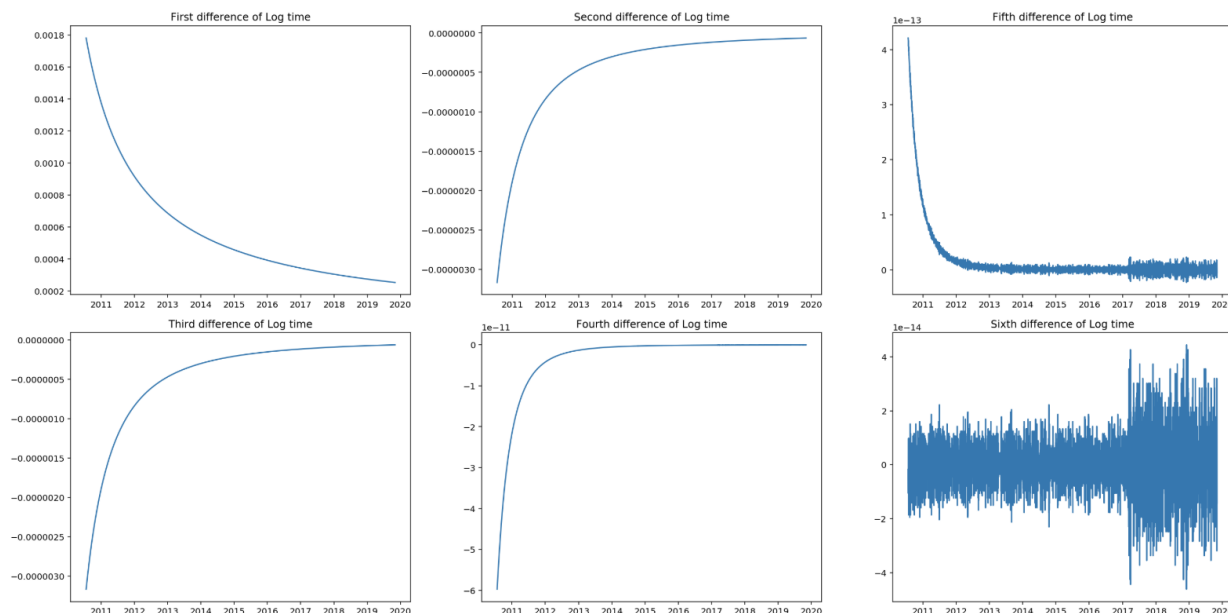 First difference of Log time
0.0018
0.0016
0.0014
0.0012
0.0010
0.0008
0.0006
0.0004
0.0002
2011 2012 2013 2014 2015 2016 2017 2018 2019 2020
Second difference of Log time
0.0000000
−0.0000005
−0.0000010
−0.0000015
−0.0000020
−0.0000025
−0.0000030
2011 2012 2013 2014 2015 2016 2017 2018 2019 2020
1e−13
Fifth difference of Log time
4
3
2
1
0
2011 2012 2013 2014 2015 2016 2017 2018 2019 2020
Third difference of Log time
0.0000000
−0.0000005
−0.0000010
−0.0000015
−0.0000020
−0.0000025
−0.0000030
2011 2012 2013 2014 2015 2016 2017 2018 2019 2020
1e−11
Fourth difference of Log time
0
−1
−2
−3
−4
−5
−6
2011 2012 2013 2014 2015 2016 2017 2018 2019 2020
1e−14
Sixth difference of Log time
4
2
0
−2
−4
2011 2012 2013 2014 2015 2016 2017 2018 2019 2020